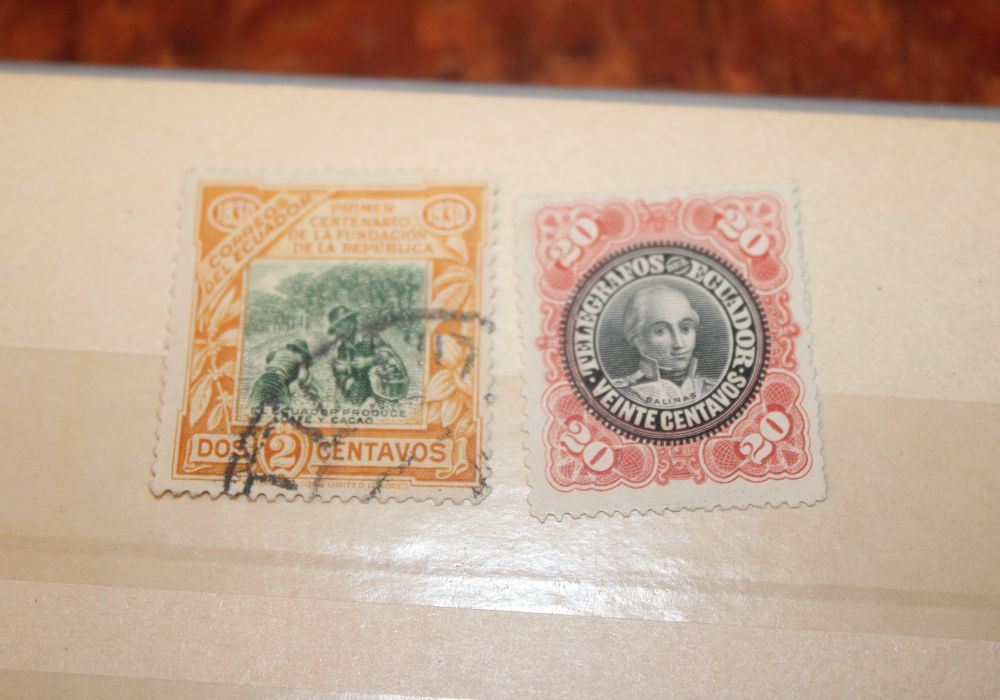 1830
1930
CORREOS
DEL ECUADOR
PRIMER
CENTENARIO
DE LA FUNDACION
DE LA REPÚBLICA
EL ECUADOR PRODUCE
CACAO
DOS 2 CENTAVOS
20
20
TELEGRAFOS ECUADOR
SALINAS
VEINTE CENTAVOS
20
20